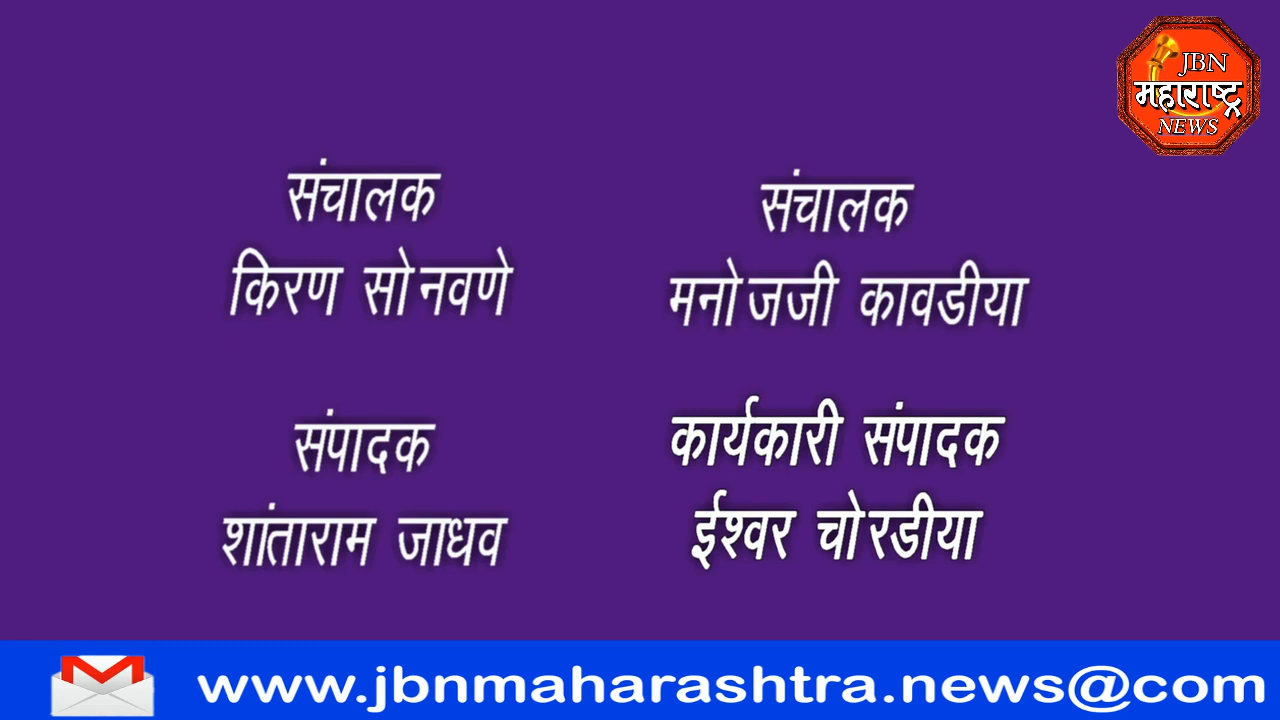 JBN
महाराष्ट्र
NEWS
संचालक
किरण सोनवणे
संचालक
मनोजजी कावडीया
संपादक
शांताराम जाधव
कार्यकारी संपादक
ईश्वर चोरडीया
www.jbnmaharashtra.news@com